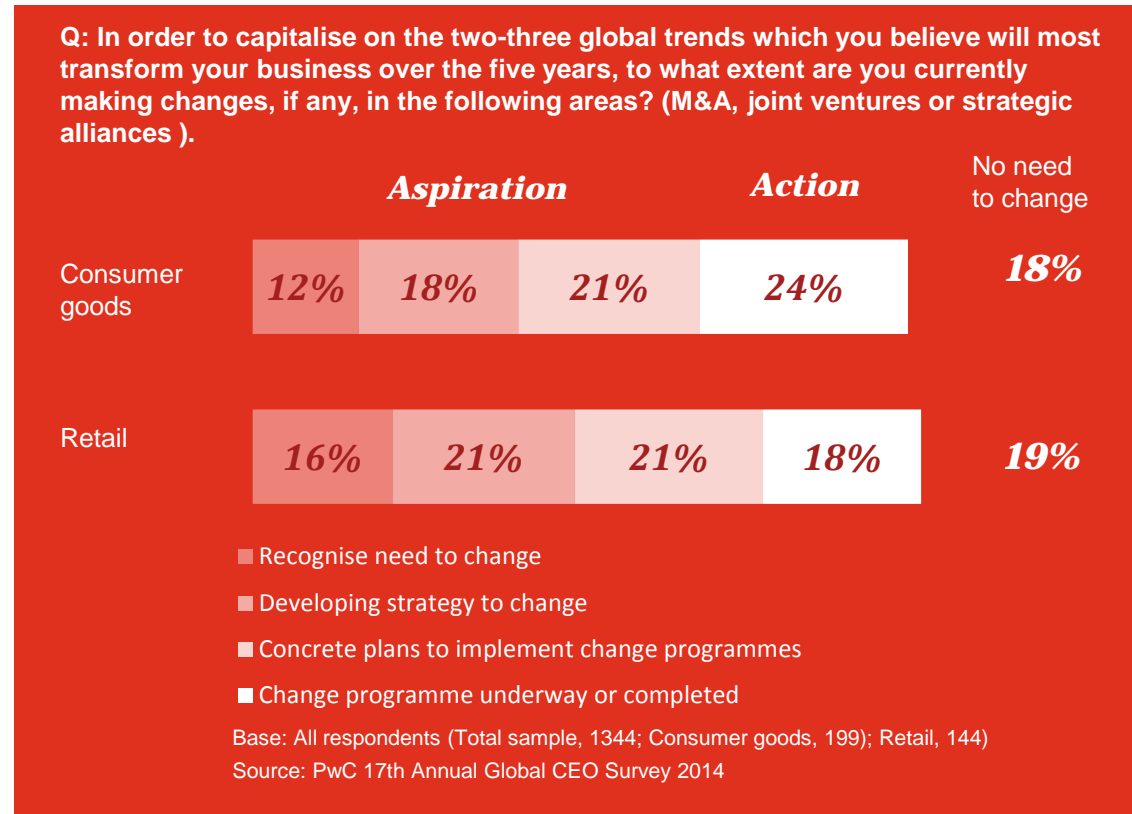 Q: In order to capitalise on the two-three global trends which you believe will most
transform your business over the five years, to what extent are you currently
making changes, if any, in the following areas? (M&A, joint ventures or strategic
alliances ).
Aspiration
Action
No need
to change
Consumer
goods
12%
18%
21%
24%
18%
Retail
16%
21%
21%
18%
19%
Recognise need to change
Developing strategy to change
Concrete plans to implement change programmes
Change programme underway or completed
Base: All respondents (Total sample, 1344; Consumer goods, 199); Retail, 144)
Source: PwC 17th Annual Global CEO Survey 2014